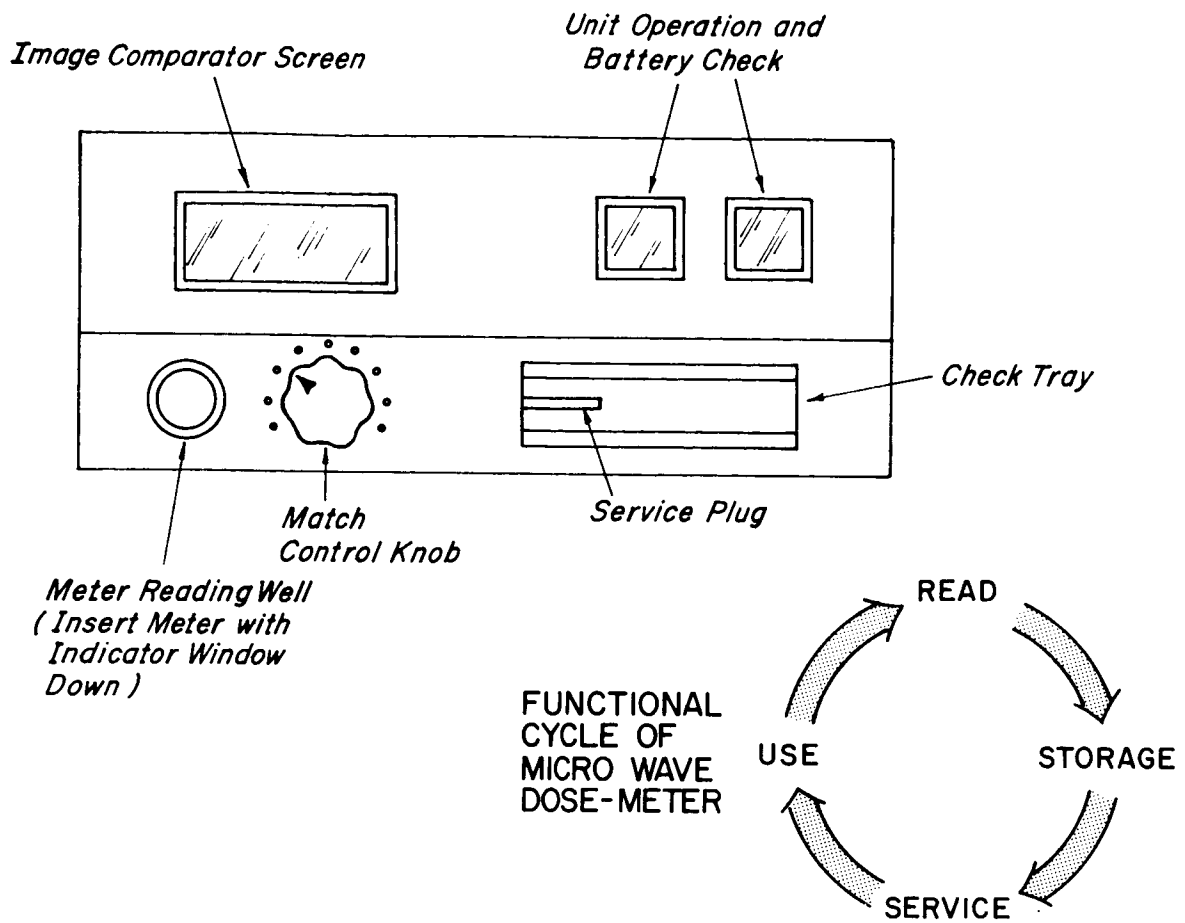 Image Comparator Screen
Unit Operation and
Battery Check
Check Tray
Service Plug
Match
Control Knob
Meter Reading Well
( Insert Meter with
Indicator Window
Down )
FUNCTIONAL
CYCLE OF
MICRO WAVE
DOSE-METER
READ
STORAGE
SERVICE
USE